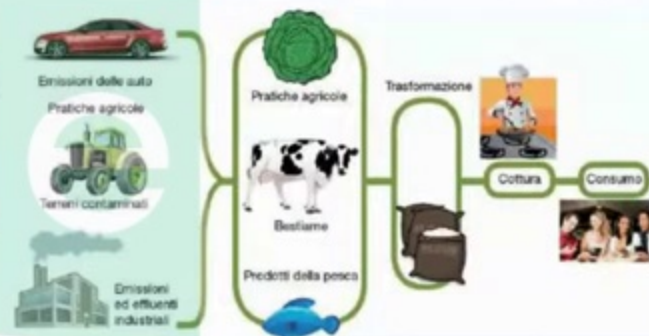 Emissioni delle auto
Pratiche agricole
Terreni contaminati
Emissioni
ed effluenti
industriali
Pratiche agricole
Bestiame
Prodotti della pesca
Trasformazione
Cottura
Consumo